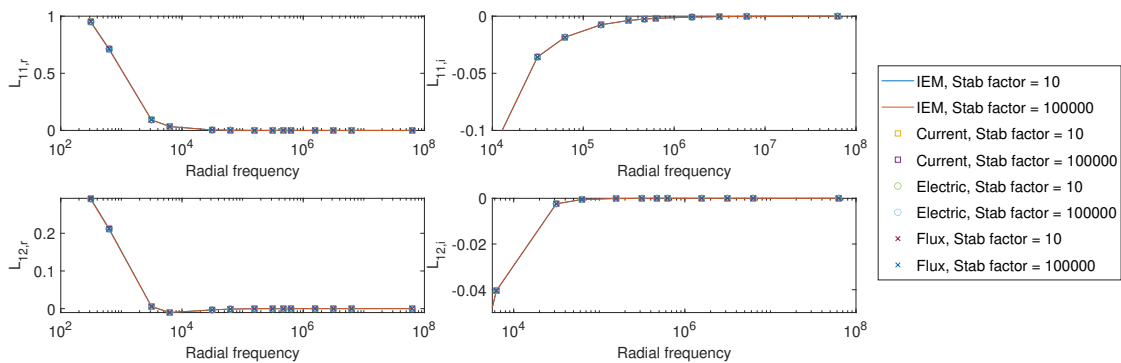 L11,r
1
0.5
0
10^2
10^4
10^6
10^8
Radial frequency
L11,i
0
-0.05
-0.1
10^4
10^5
10^6
10^7
10^8
Radial frequency
L12,r
0.2
0.1
0
10^2
10^4
10^6
10^8
Radial frequency
L12,i
0
-0.02
-0.04
10^4
10^5
10^6
10^7
10^8
Radial frequency
IEM, Stab factor = 10
IEM, Stab factor = 100000
Current, Stab factor = 10
Current, Stab factor = 100000
Electric, Stab factor = 10
Electric, Stab factor = 100000
Flux, Stab factor = 10
Flux, Stab factor = 100000